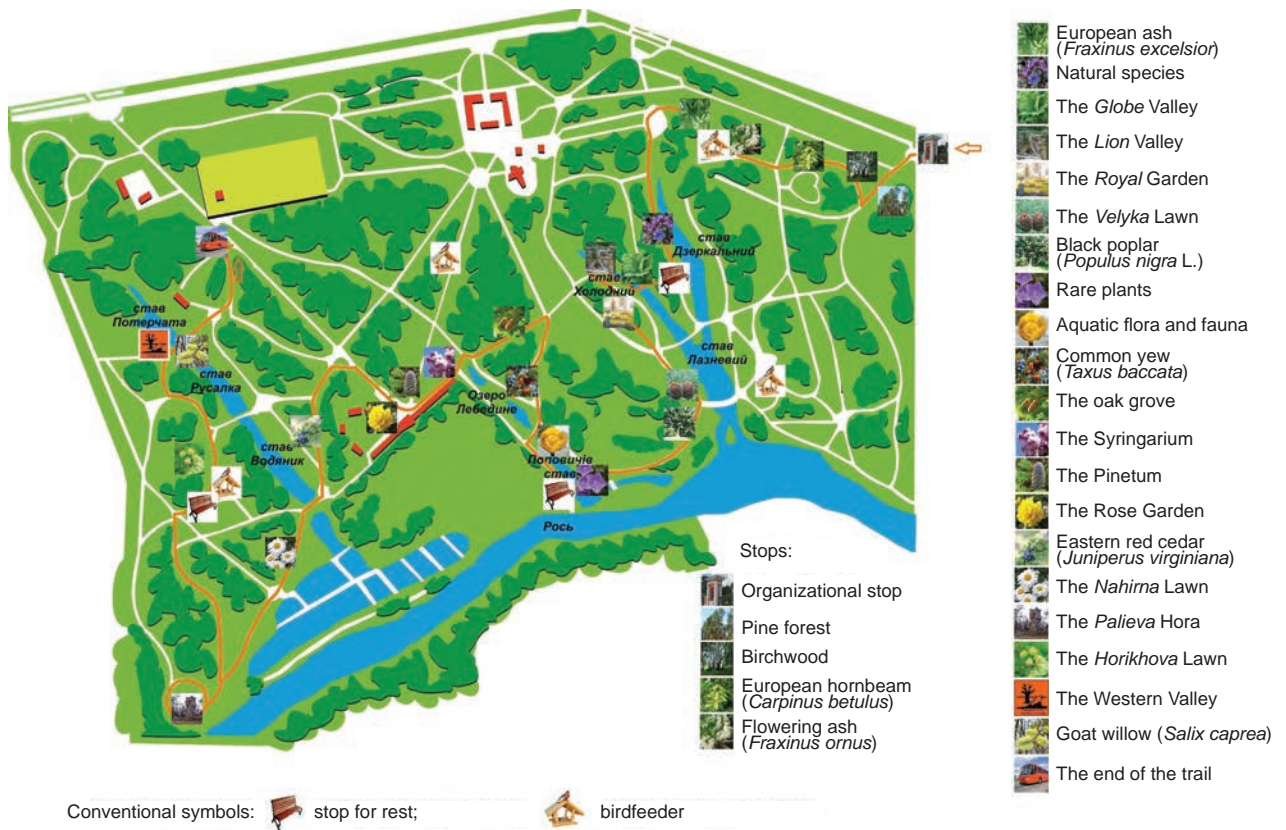 став
Дзеркальний
став
Холодний
став
Потерчата
став
Лазневий
став
Русалка
Озеро
Лебедине
став
Водяник
Поповичів
став
Рось
Stops:
Organizational stop
Pine forest
Birchwood
European hornbeam
(Carpinus betulus)
Flowering ash
(Fraxinus ornus)
European ash
(Fraxinus excelsior)
Natural species
The Globe Valley
The Lion Valley
The Royal Garden
The Velyka Lawn
Black poplar
(Populus nigra L.)
Rare plants
Aquatic flora and fauna
Common yew
(Taxus baccata)
The oak grove
The Syringarium
The Pinetum
The Rose Garden
Eastern red cedar
(Juniperus virginiana)
The Nahirna Lawn
The Palieva Hora
The Horikhova Lawn
The Western Valley
Goat willow (Salix caprea)
The end of the trail
Conventional symbols: stop for rest; birdfeeder